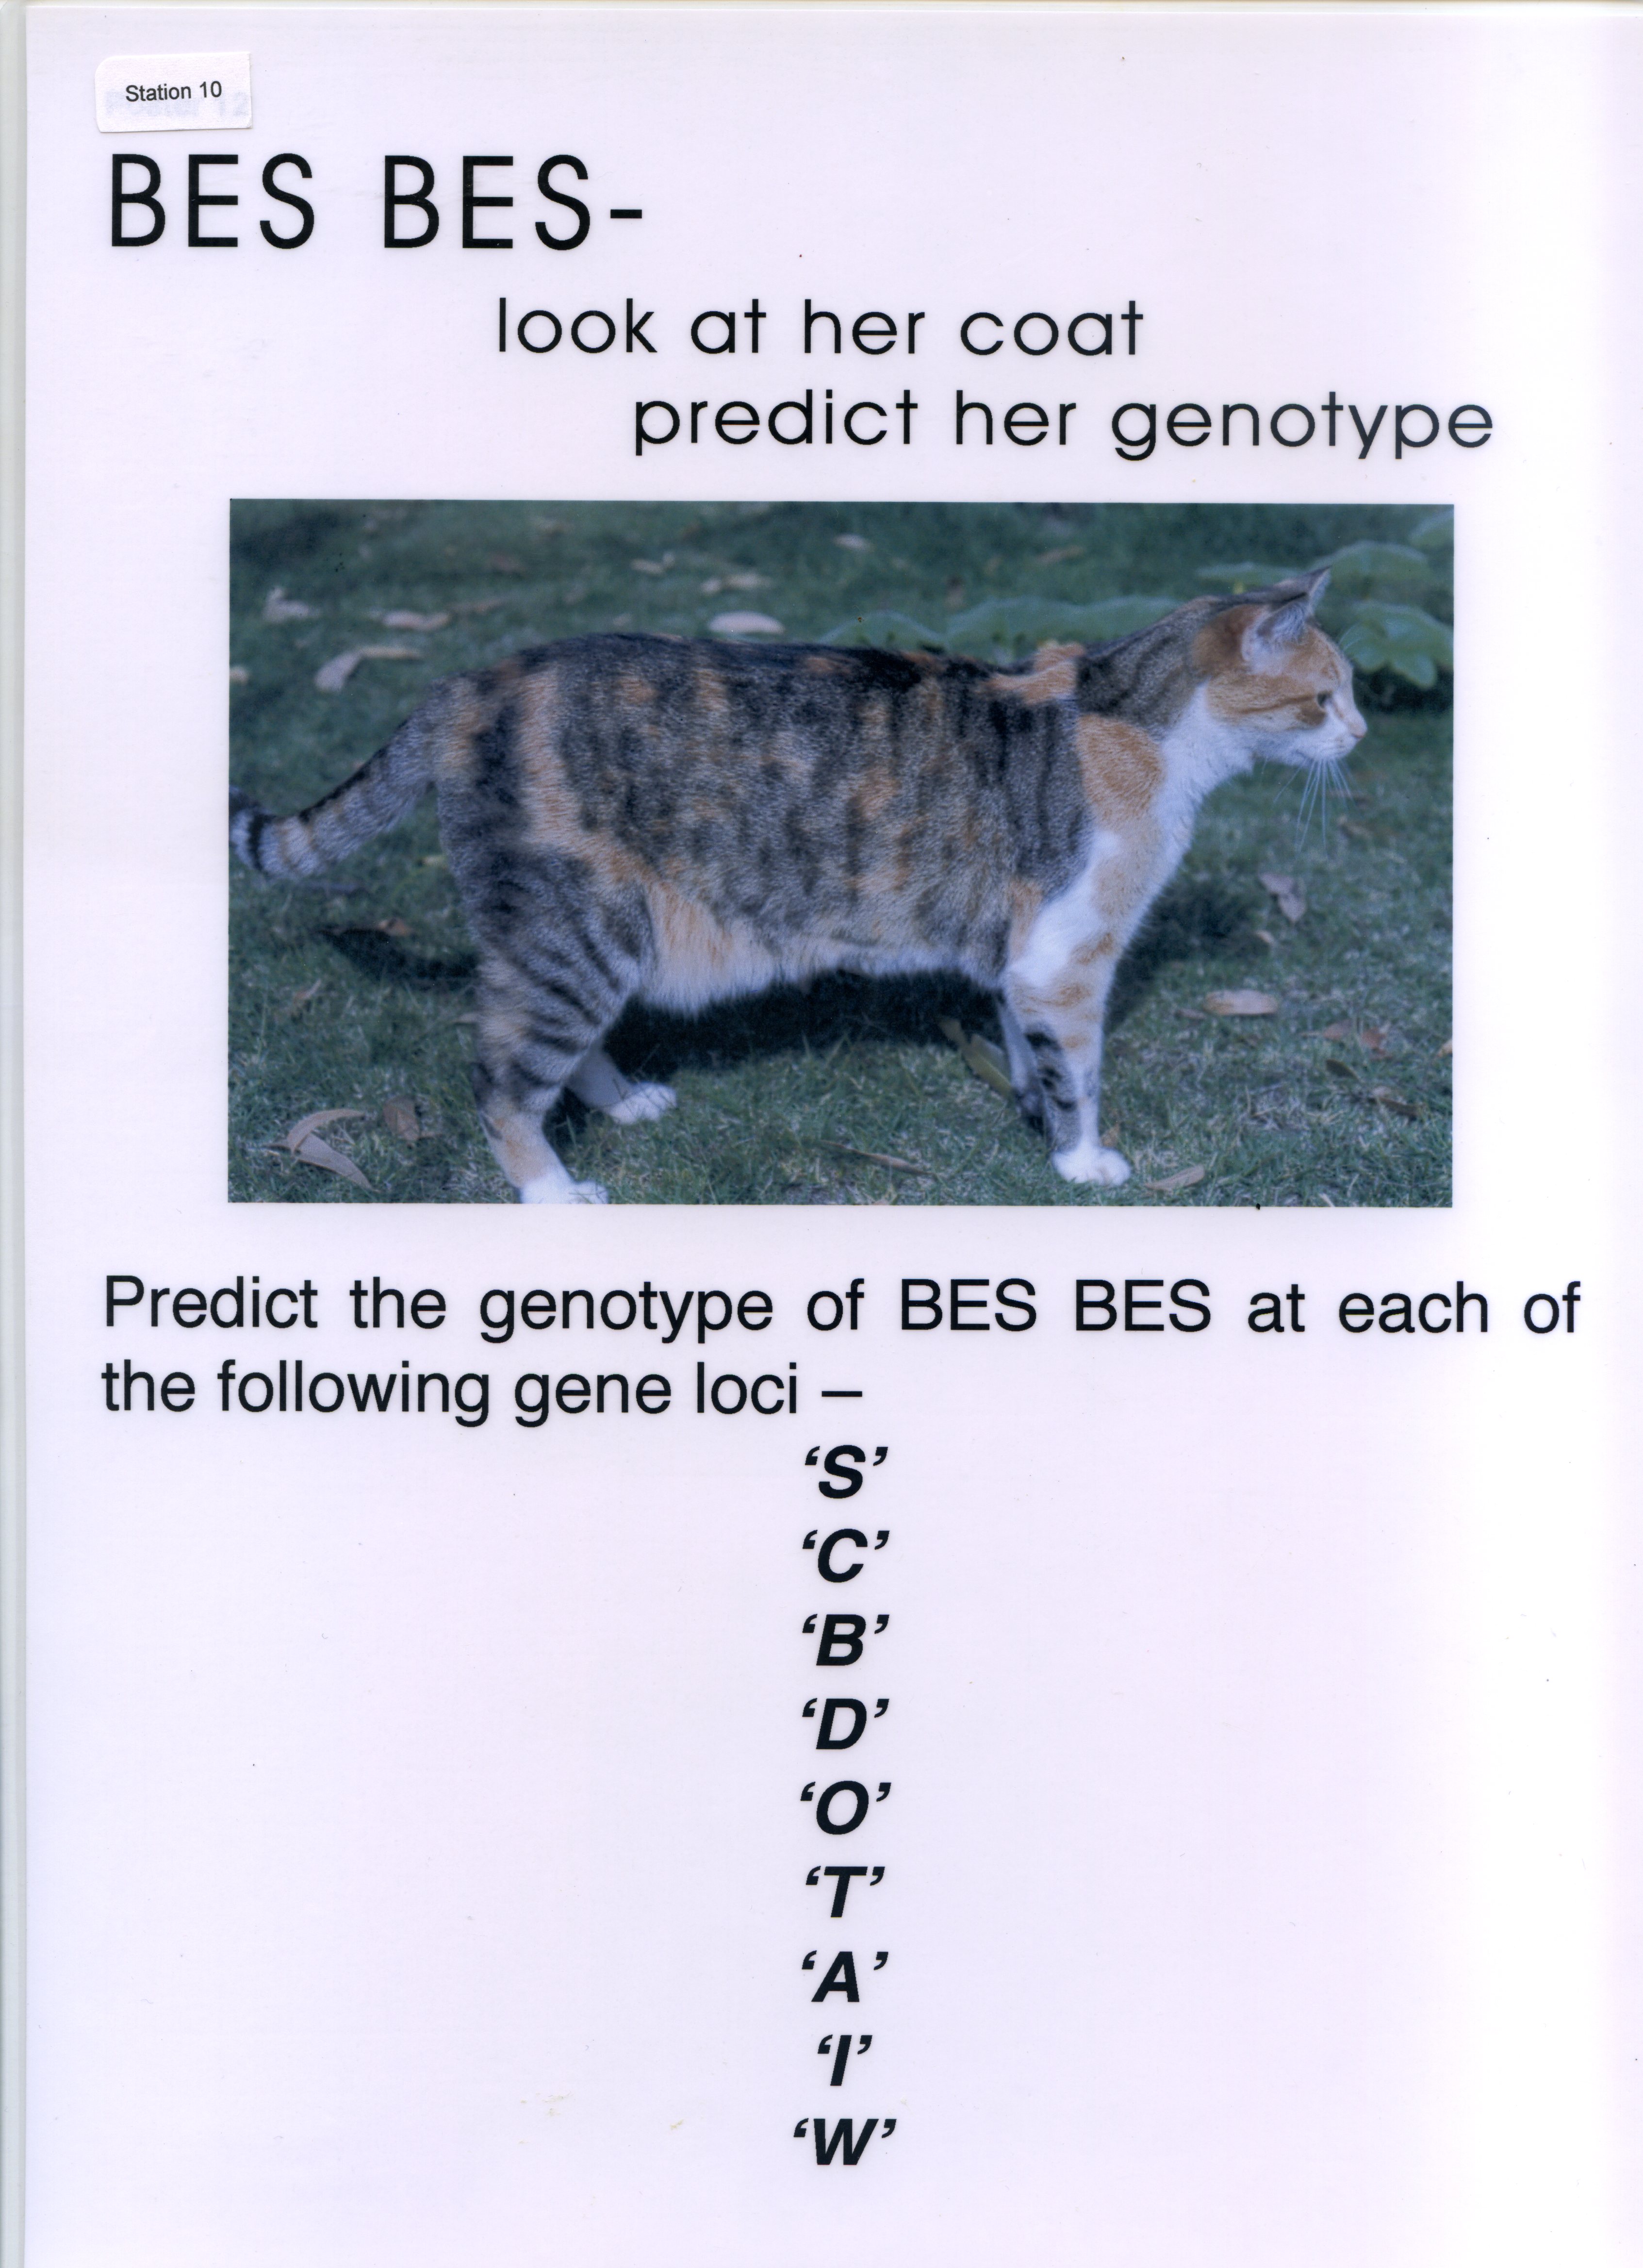 Station 10
BES BES-
look at her coat
predict her genotype
Predict the genotype of BES BES at each of
the following gene loci –
‘S’
‘C’
‘B’
‘D’
‘O’
‘T’
‘A’
‘I’
‘W’